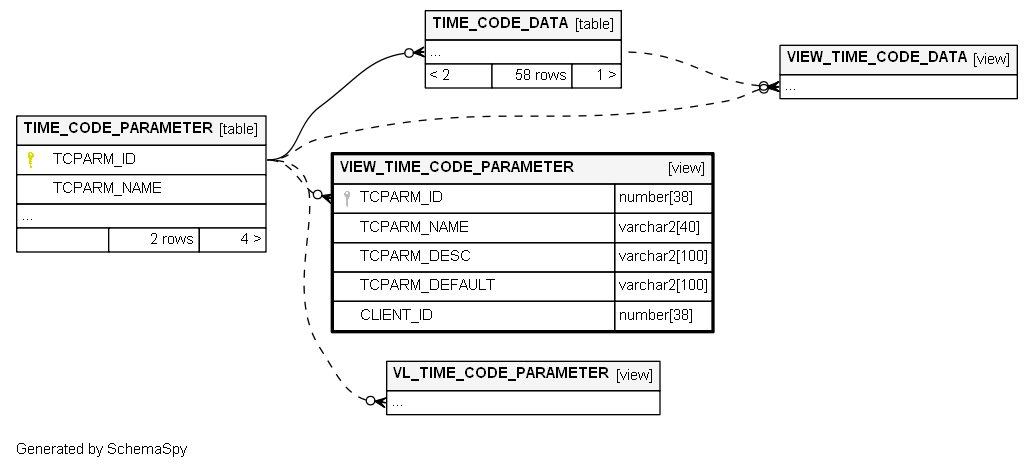 TIME_CODE_DATA [table]
...
< 2 58 rows 1 >
VIEW_TIME_CODE_DATA [view]
...
TIME_CODE_PARAMETER [table]
TCPARM_ID
TCPARM_NAME
...
2 rows 4 >
VIEW_TIME_CODE_PARAMETER [view]
TCPARM_ID number[38]
TCPARM_NAME varchar2[40]
TCPARM_DESC varchar2[100]
TCPARM_DEFAULT varchar2[100]
CLIENT_ID number[38]
VL_TIME_CODE_PARAMETER [view]
...
Generated by SchemaSpy